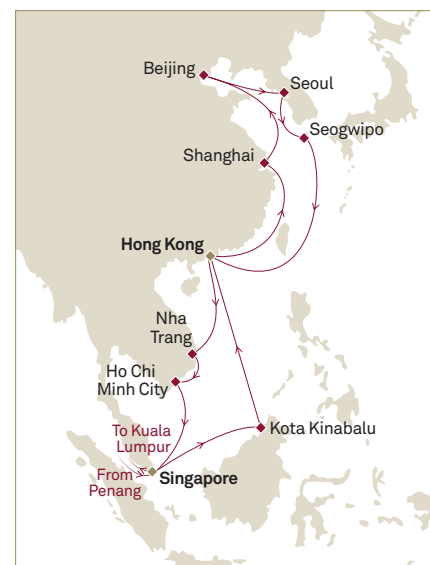 Beijing
Seoul
Seogwipo
Shanghai
Hong Kong
Nha
Trang
Ho Chi
Minh City
To Kuala
Lumpur
Kota Kinabalu
From
Penang
Singapore